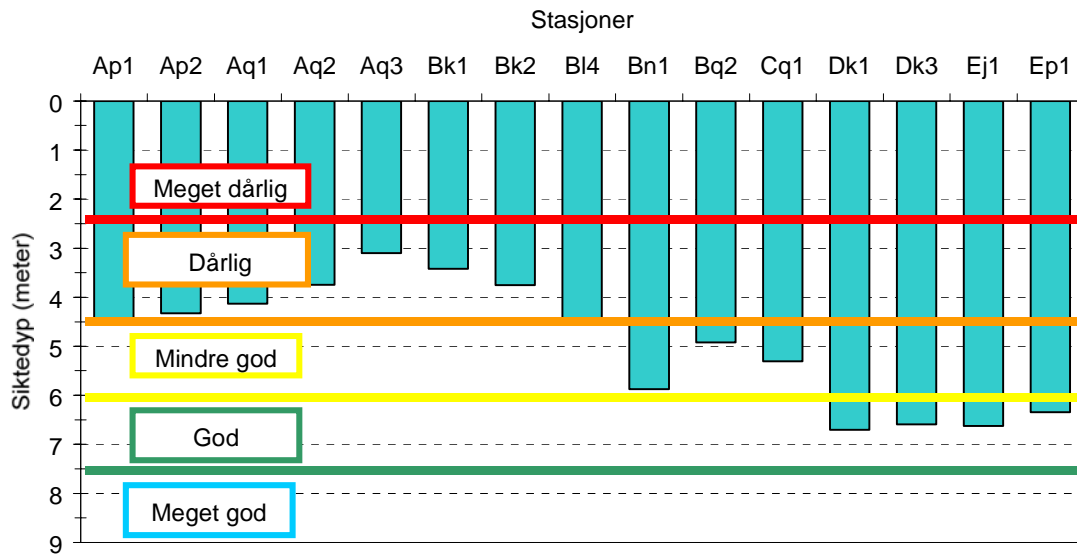 Stasjoner
Ap1 Ap2 Aq1 Aq2 Aq3 Bk1 Bk2 Bl4 Bn1 Bq2 Cq1 Dk1 Dk3 Ej1 Ep1
Siktedyp (meter)
0
1
2
3
4
5
6
7
8
9
Meget dårlig
Dårlig
Mindre god
God
Meget god